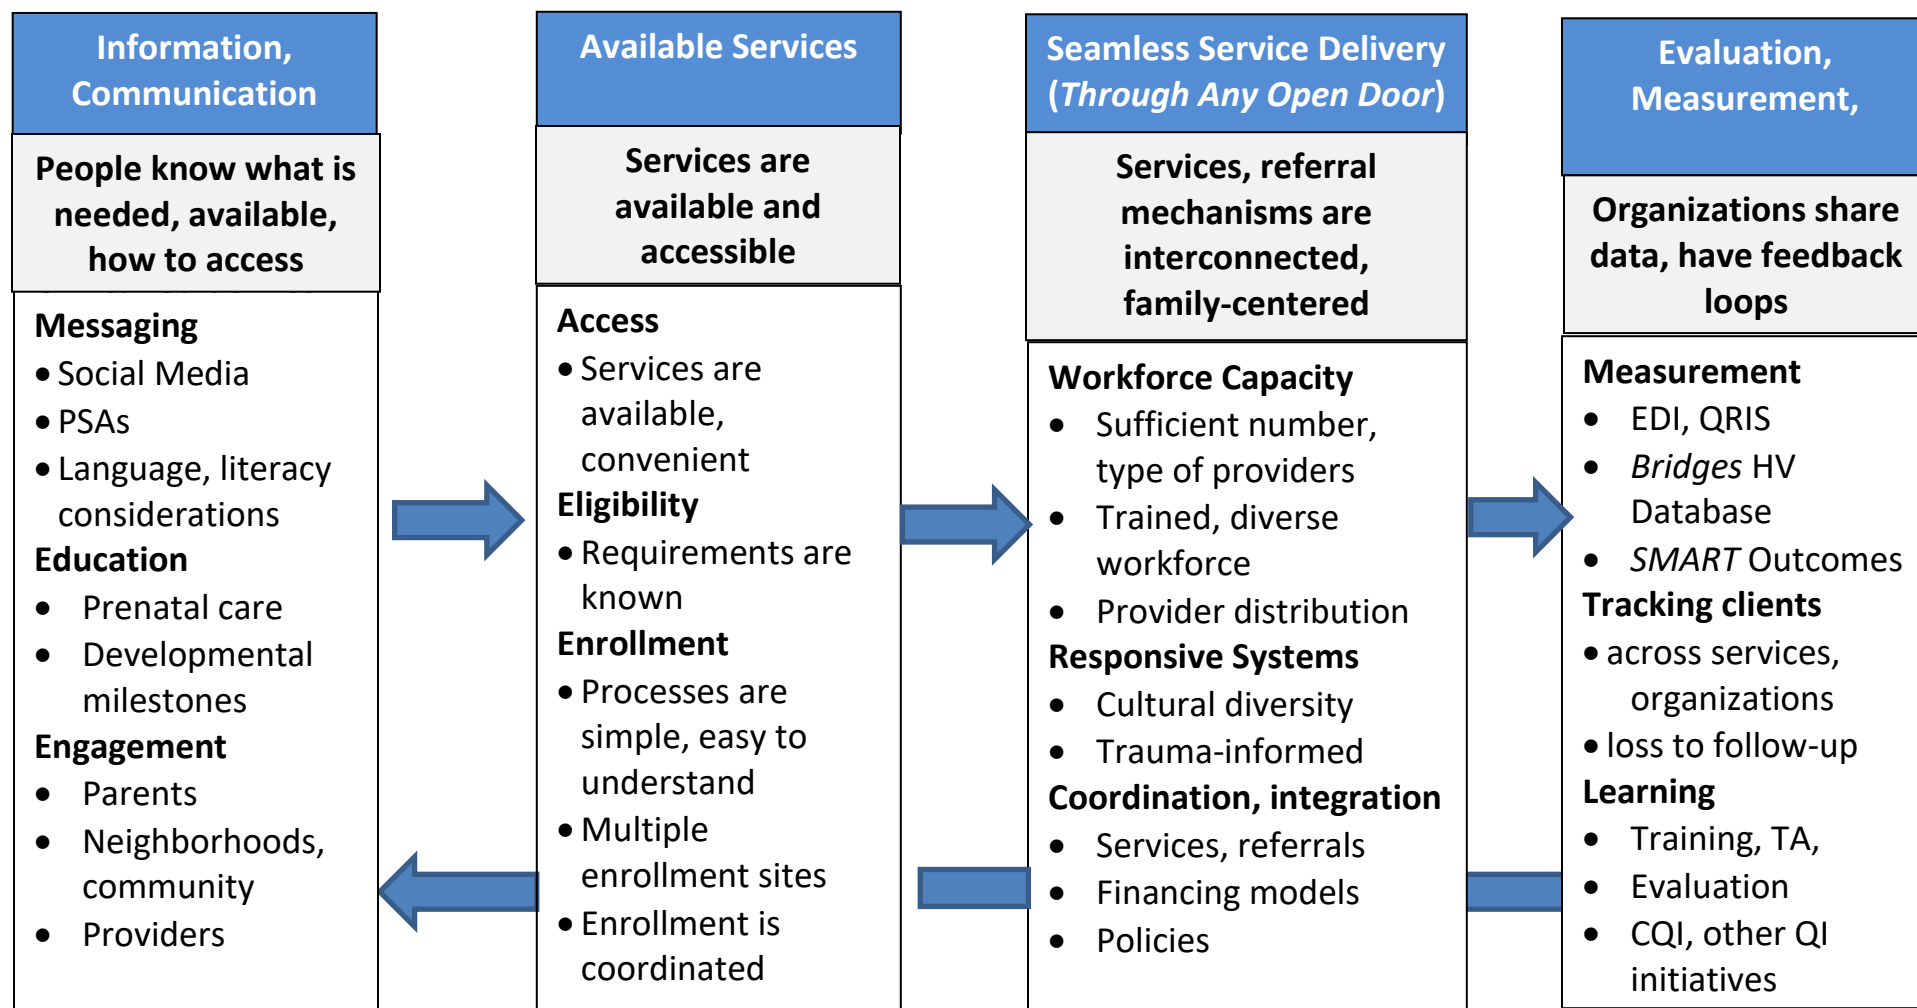 Information,
Communication
People know what is
needed, available,
how to access
Messaging
• Social Media
• PSAs
• Language, literacy
considerations
Education
• Prenatal care
• Developmental
milestones
Engagement
• Parents
• Neighborhoods,
community
• Providers
Available Services
Services are
available and
accessible
Access
• Services are
available,
convenient
Eligibility
• Requirements are
known
Enrollment
• Processes are
simple, easy to
understand
• Multiple
enrollment sites
• Enrollment is
coordinated
Seamless Service Delivery
(Through Any Open Door)
Services, referral
mechanisms are
interconnected,
family-centered
Workforce Capacity
• Sufficient number,
type of providers
• Trained, diverse
workforce
• Provider distribution
Responsive Systems
• Cultural diversity
• Trauma-informed
Coordination, integration
• Services, referrals
• Financing models
• Policies
Evaluation,
Measurement,
Organizations share
data, have feedback
loops
Measurement
• EDI, QRIS
• Bridges HV
Database
• SMART Outcomes
Tracking clients
• across services,
organizations
• loss to follow-up
Learning
• Training, TA,
• Evaluation
• CQI, other QI
initiatives